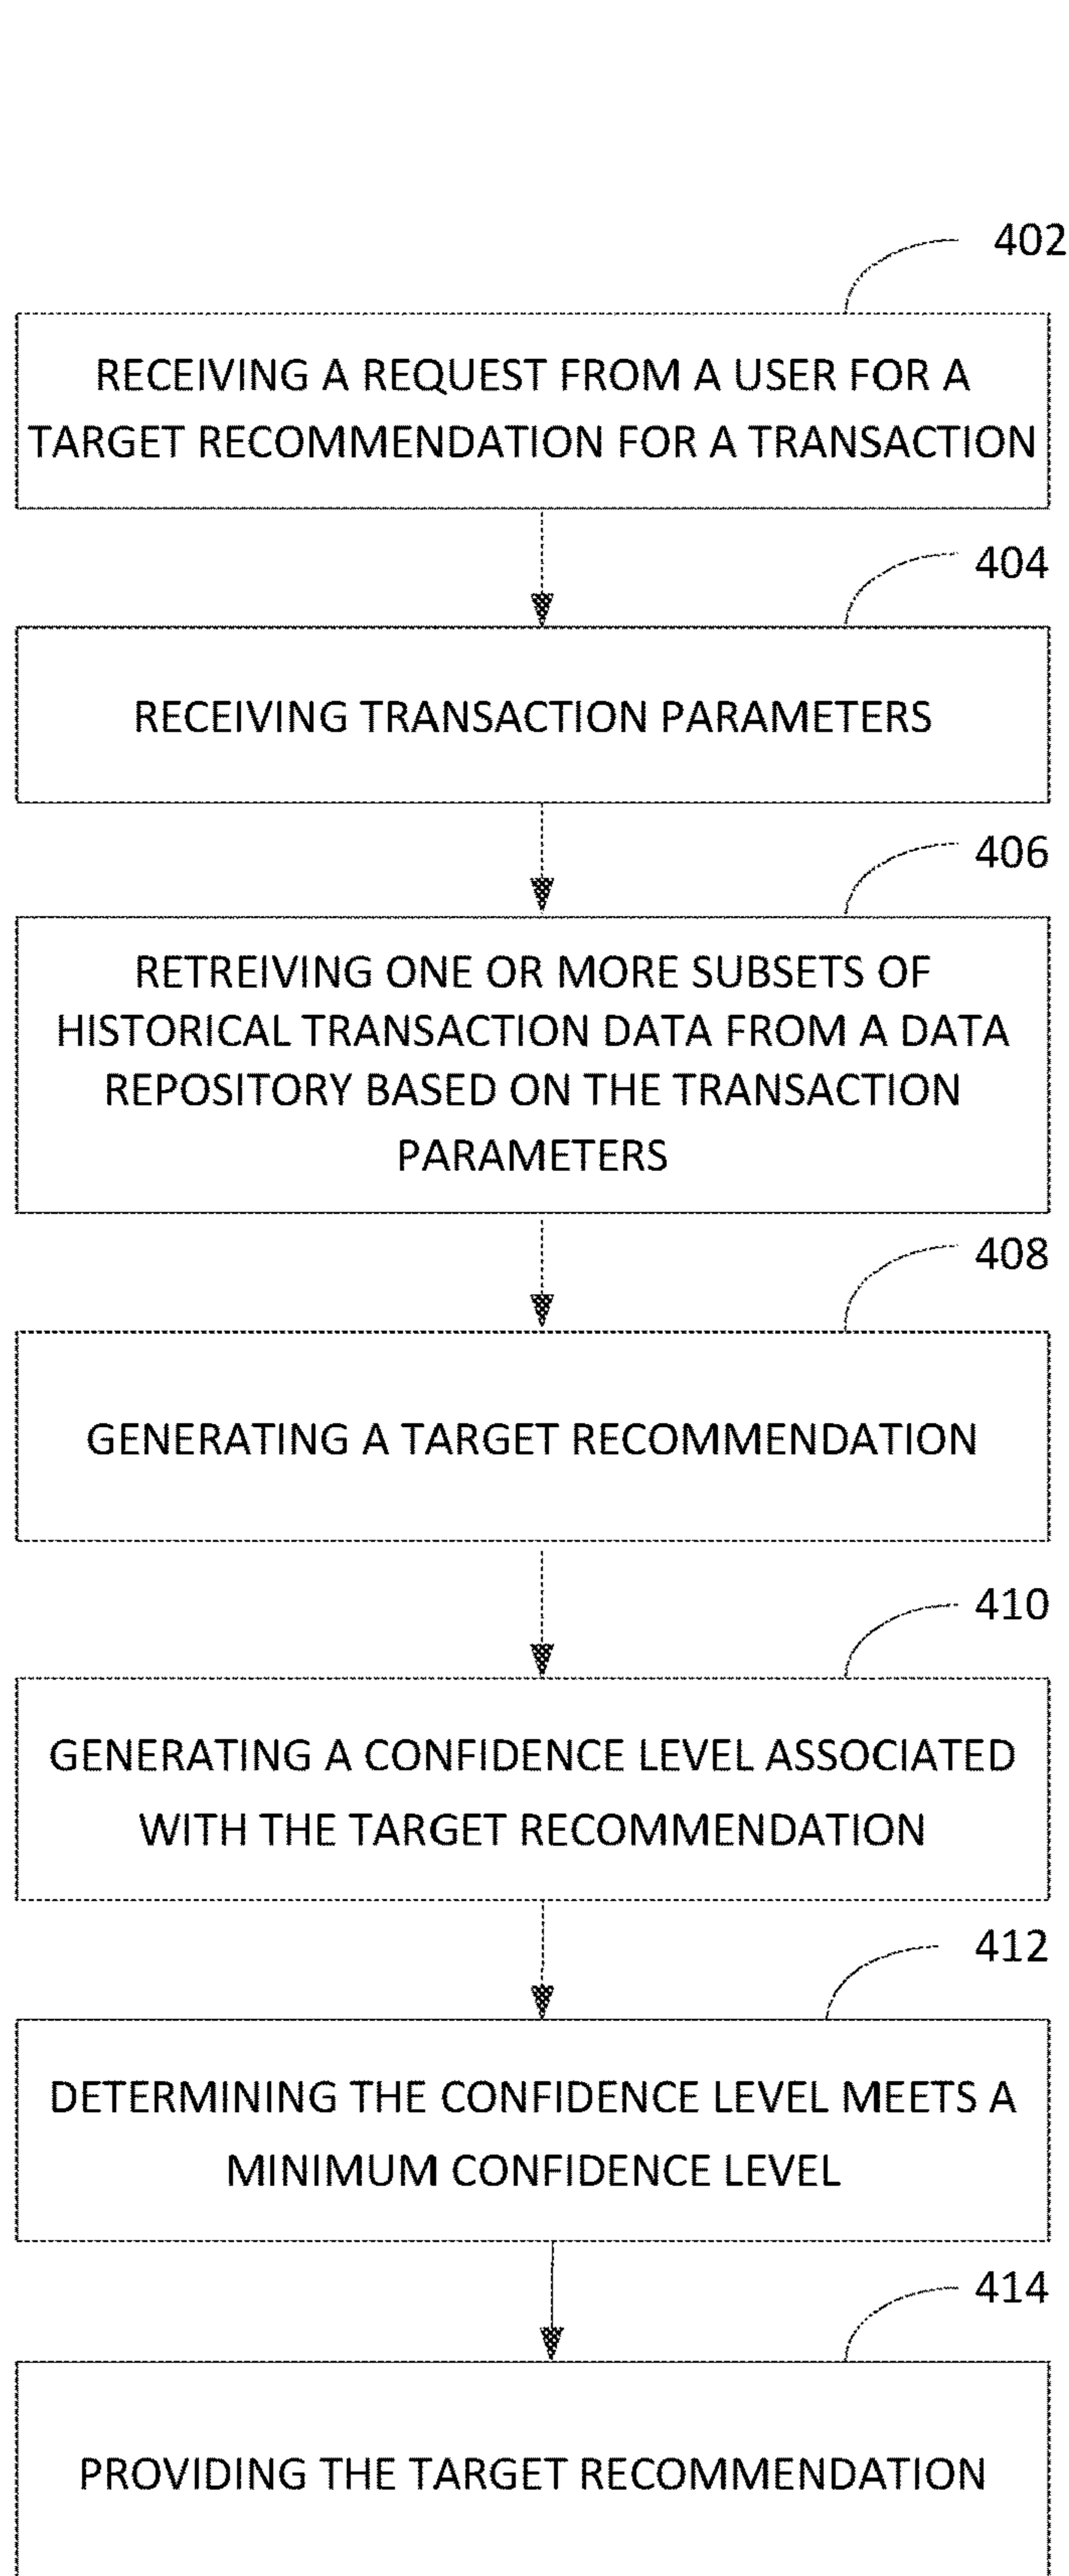 402
RECEIVING A REQUEST FROM A USER FOR A
TARGET RECOMMENDATION FOR A TRANSACTION
404
RECEIVING TRANSACTION PARAMETERS
406
RETREIVING ONE OR MORE SUBSETS OF
HISTORICAL TRANSACTION DATA FROM A DATA
REPOSITORY BASED ON THE TRANSACTION
PARAMETERS
408
GENERATING A TARGET RECOMMENDATION
410
GENERATING A CONFIDENCE LEVEL ASSOCIATED
WITH THE TARGET RECOMMENDATION
412
DETERMINING THE CONFIDENCE LEVEL MEETS A
MINIMUM CONFIDENCE LEVEL
414
PROVIDING THE TARGET RECOMMENDATION